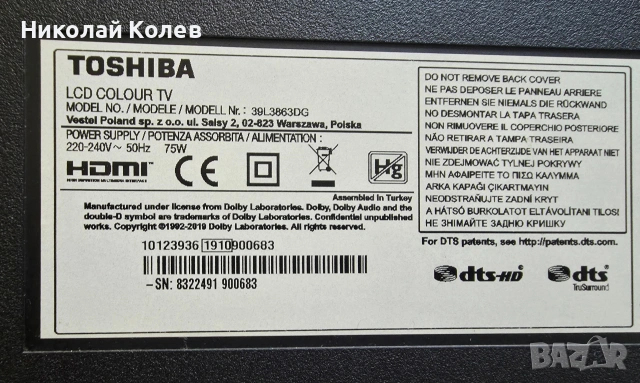 Николай Колев
TOSHIBA
LCD COLOUR TV
MODEL NO. / MODELE / MODELL Nr. : 39L3863DG
Vestel Poland sp. z o.o. ul. Salsy 2, 02-823 Warszawa, Polska
POWER SUPPLY / POTENZA ASSORBITA / ALIMENTATION :
220-240V~ 50Hz 75W
HDMI
HIGH-DEFINITION MULTIMEDIA INTERFACE
CE
Hg
Assembled in Turkey
Manufactured under license from Dolby Laboratories. Dolby, Dolby Audio and the
double-D symbol are trademarks of Dolby Laboratories. Confidential unpublished
works. Copyright ©1992-2019 Dolby Laboratories. All rights reserved.
10123936 1910900683
-SN: 8322491 900683
DO NOT REMOVE BACK COVER
NE PAS DEPOSER LE PANNEAU ARRIERE
ENTFERNEN SIE NIEMALS DIE RÜCKWAND
NO DESMONTAR LA TAPA TRASERA
NON RIMUOVERE IL COPERCHIO POSTERIORE
NÃO RETIRAR A TAMPA TRASERA
VERWIJDER DE ACHTERZIJDE VAN HET APPARAAT NIET
NIE ZDEJMOWAĆ TYLNEJ POKRYWY
ΜΗΝ ΑΦΑΙΡΕΙΤΕ ΤΟ ΠΙΣΩ ΚΑΛΥΜΜΑ
ARKA KAPAĞI ÇIKARTMAYIN
NEODSTRAŇUJTE ZADNÍ KRYT
A HÁTSÓ BURKOLATOT ELTÁVOLÍTANI TILOS!
НЕ ЗНІМАЙТЕ ЗАДНЮ КРИШКУ
For DTS patents, see http://patents.dts.com.
dts-HD
dts
TruSurround
BAZAR